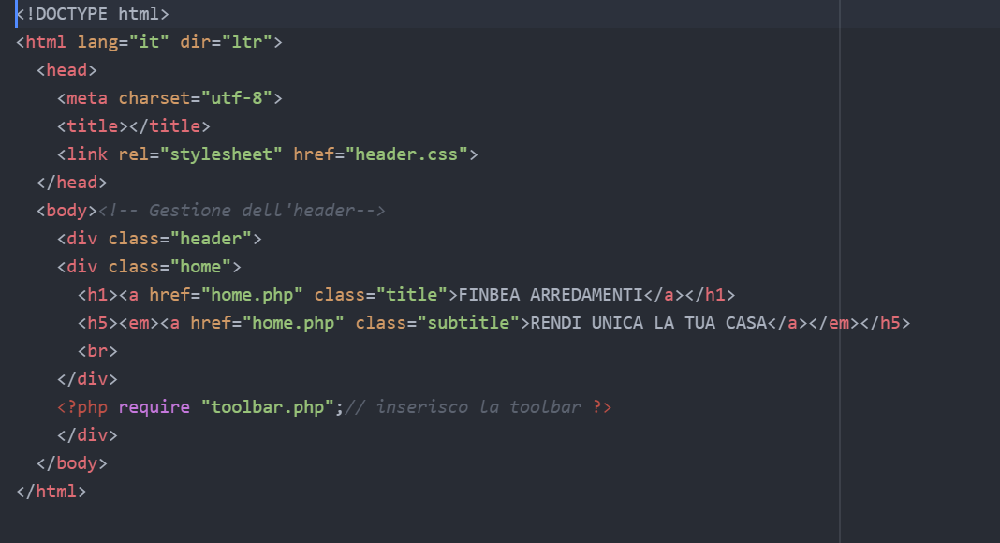 <!DOCTYPE html>
<html lang="it" dir="ltr">
  <head>
    <meta charset="utf-8">
    <title></title>
    <link rel="stylesheet" href="header.css">
  </head>
  <body><!-- Gestione dell'header-->
    <div class="header">
    <div class="home">
      <h1><a href="home.php" class="title">FINBEA ARREDAMENTI</a></h1>
      <h5><em><a href="home.php" class="subtitle">RENDI UNICA LA TUA CASA</a></em></h5>
      <br>
    </div>
    <?php require "toolbar.php";// inserisco la toolbar ?>
    </div>
  </body>
</html>